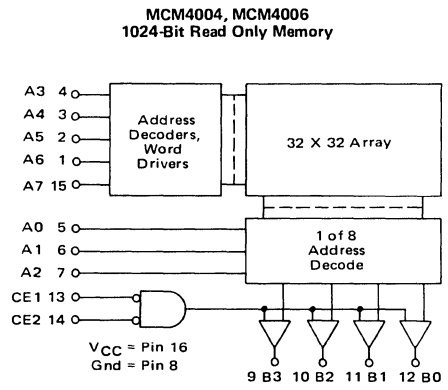 MCM4004, MCM4006
1024-Bit Read Only Memory
A3 4
A4 3
A5 2
A6 1
A7 15
Address
Decoders,
Word
Drivers
32 X 32 Array
A0 5
A1 6
A2 7
1 of 8
Address
Decode
CE1 13
CE2 14
VCC = Pin 16
Gnd = Pin 8
9 B3 10 B2 11 B1 12 B0